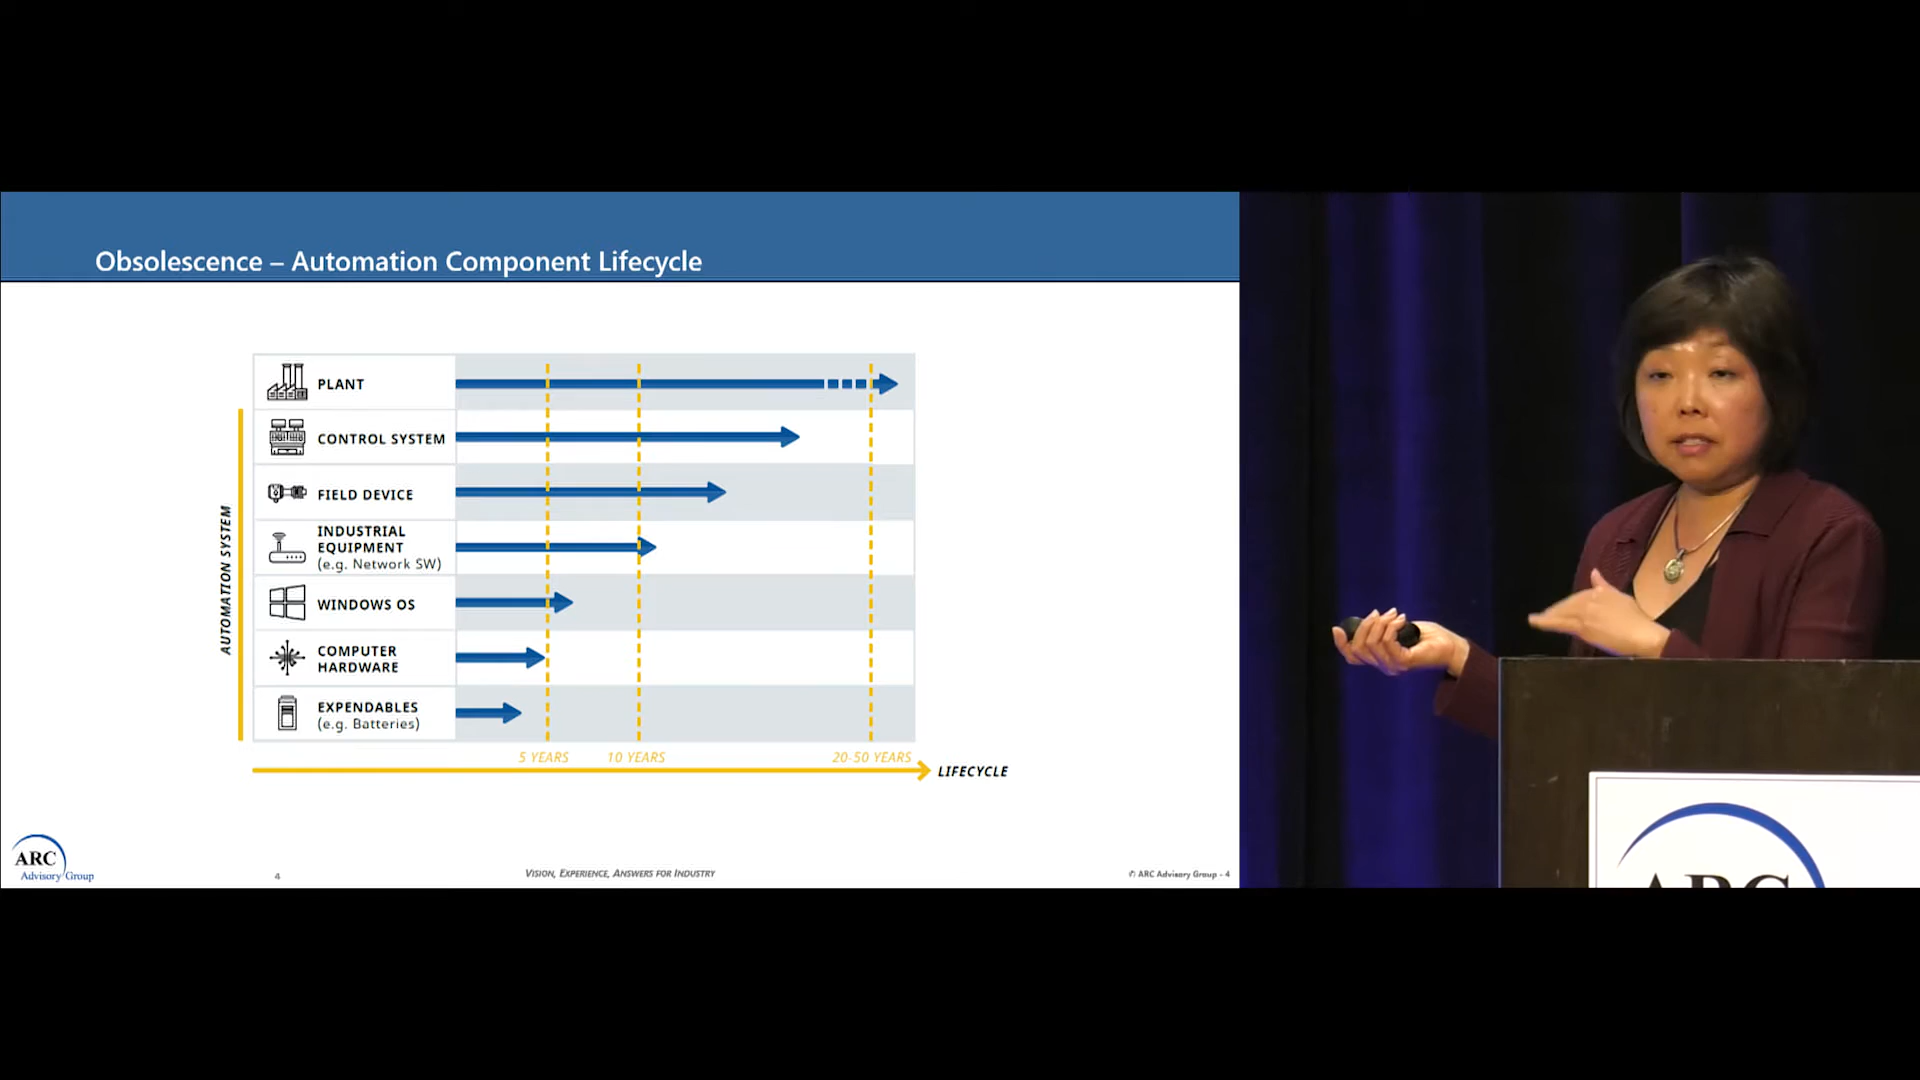 Obsolescence – Automation Component Lifecycle
PLANT
CONTROL SYSTEM
FIELD DEVICE
INDUSTRIAL
EQUIPMENT
(e.g. Network SW)
WINDOWS OS
COMPUTER
HARDWARE
EXPENDABLES
(e.g. Batteries)
AUTOMATION SYSTEM
5 YEARS
10 YEARS
20-50 YEARS
LIFECYCLE
ARC
Advisory Group
4
VISION, EXPERIENCE, ANSWERS FOR INDUSTRY
© ARC Advisory Group - 4
ARC